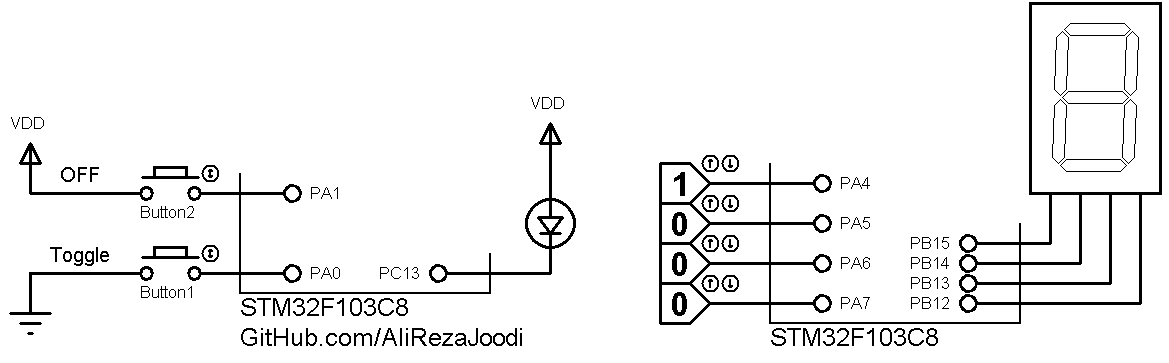 VDD
OFF
Button2
PA1
Toggle
Button1
PA0
PC13
VDD
STM32F103C8
GitHub.com/AliRezaJoodi
1
PA4
0
PA5
0
PA6
0
PA7
PB15
PB14
PB13
PB12
STM32F103C8